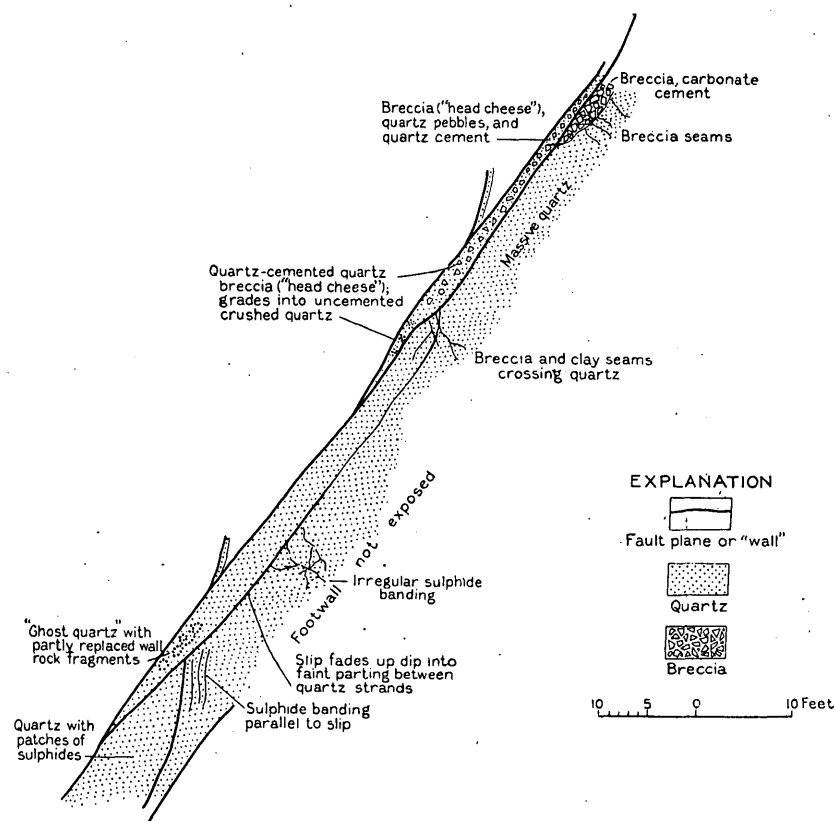 Breccia, carbonate
cement
Breccia ("head cheese"),
quartz pebbles, and
quartz cement
Breccia seams
Massive quartz
Quartz-cemented quartz
breccia ("head cheese");
grades into uncemented
crushed quartz
Breccia and clay seams
crossing quartz
Footwall not exposed
Irregular sulphide
banding
"Ghost quartz" with
partly replaced wall
rock fragments
Slip fades up dip into
faint parting between
quartz strands
Sulphide banding
parallel to slip
Quartz with
patches of
sulphides
EXPLANATION
Fault plane or "wall"
Quartz
Breccia
10 5 0 10 Feet